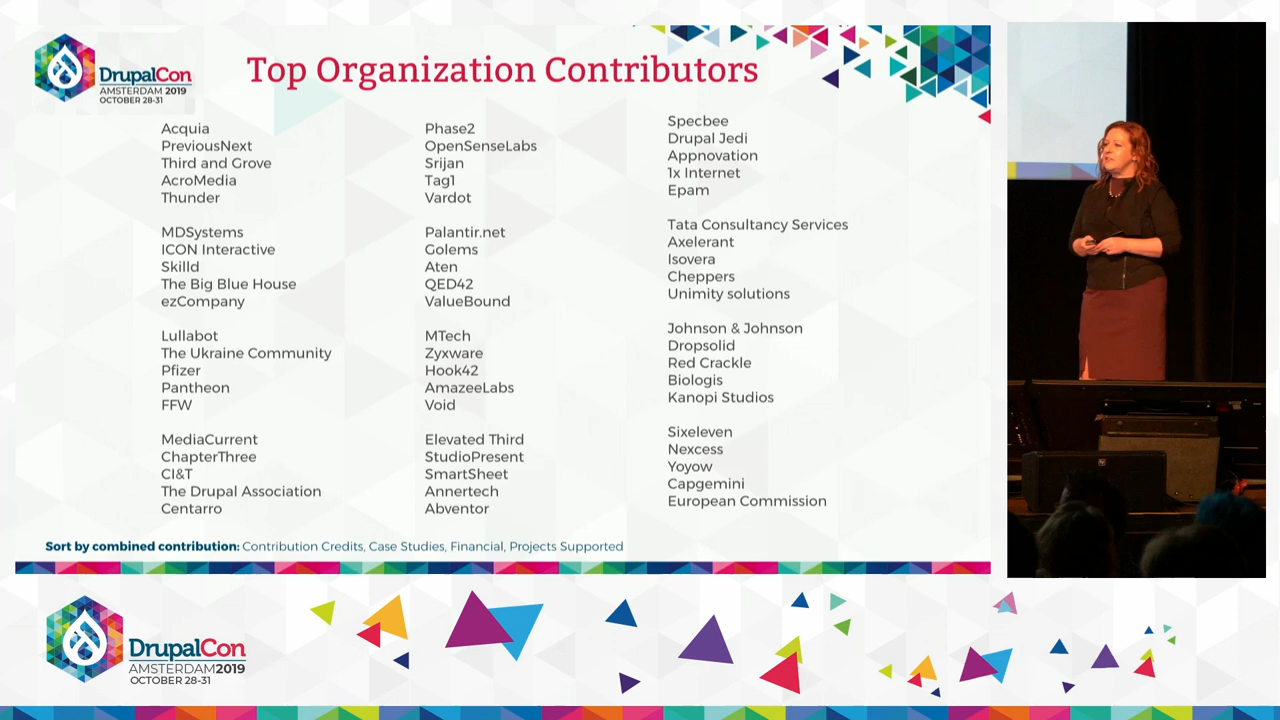 DrupalCon
AMSTERDAM 2019
OCTOBER 28-31
Top Organization Contributors
Acquia
PreviousNext
Third and Grove
AcroMedia
Thunder
MDSystems
ICON Interactive
Skilld
The Big Blue House
ezCompany
Lullabot
The Ukraine Community
Pfizer
Pantheon
FFW
MediaCurrent
ChapterThree
CI&T
The Drupal Association
Centarro
Phase2
OpenSenseLabs
Srijan
Tag1
Vardot
Palantir.net
Golems
Aten
QED42
ValueBound
MTech
Zyxware
Hook42
AmazeeLabs
Void
Elevated Third
StudioPresent
SmartSheet
Annertech
Abventor
Specbee
Drupal Jedi
Appnovation
1x Internet
Epam
Tata Consultancy Services
Axelerant
Isovera
Cheppers
Unimity solutions
Johnson & Johnson
Dropsolid
Red Crackle
Biologis
Kanopi Studios
Sixeleven
Nexcess
Yoyow
Capgemini
European Commission
Sort by combined contribution: Contribution Credits, Case Studies, Financial, Projects Supported
DrupalCon
AMSTERDAM2019
OCTOBER 28-31